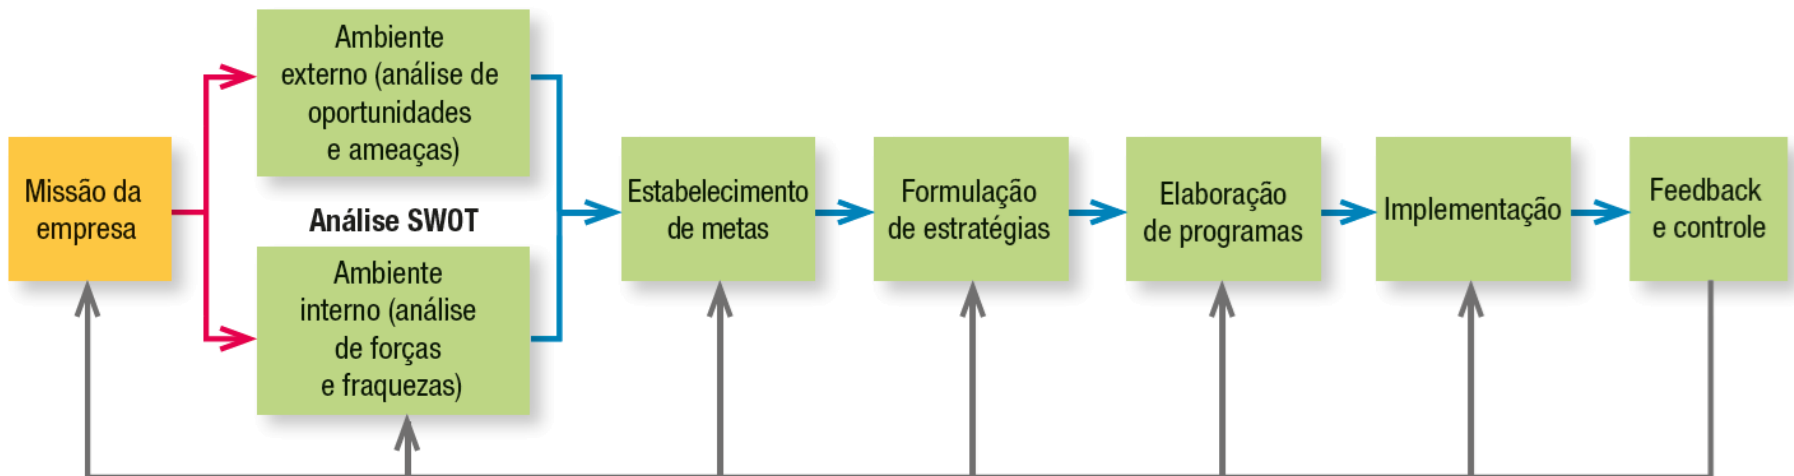 Missão da
empresa
Ambiente
externo (análise de
oportunidades
e ameaças)
Análise SWOT
Ambiente
interno (análise
de forças
e fraquezas)
Estabelecimento
de metas
Formulação
de estratégias
Elaboração
de programas
Implementação
Feedback
e controle